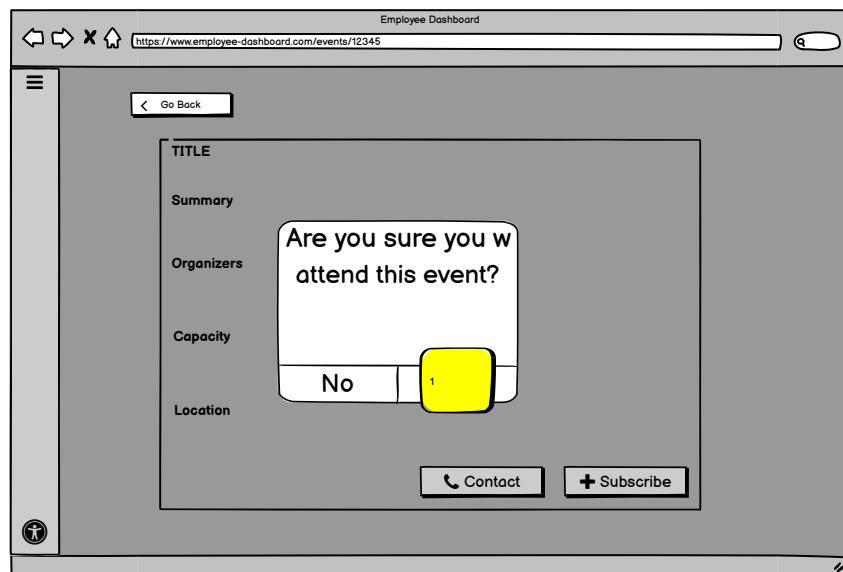 Employee Dashboard
https://www.employee-dashboard.com/events/12345
Go Back
TITLE
Summary
Are you sure you w
attend this event?
Organizers
Capacity
No
1
Location
Contact
Subscribe